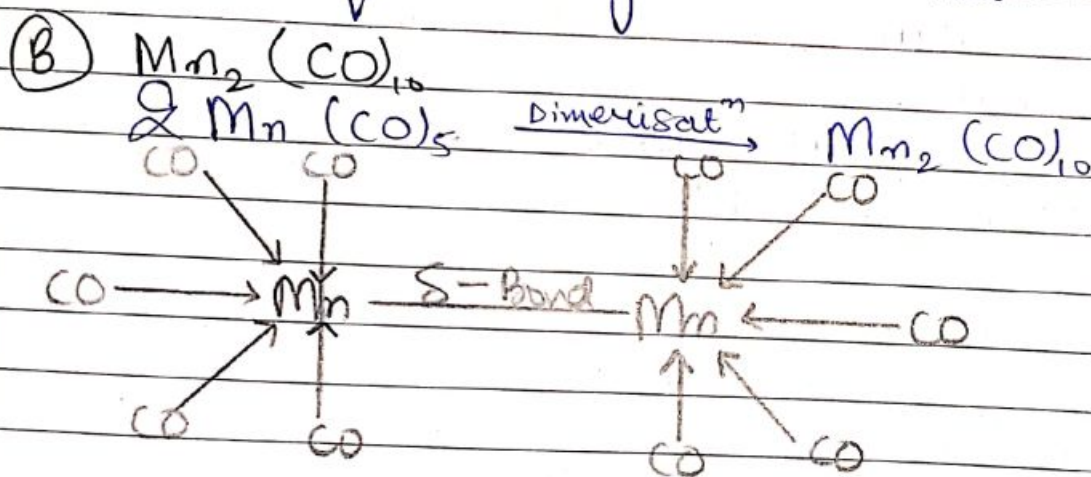 B Mn₂ (CO)₁₀
2 Mn (CO)₅ Dimerisatⁿ Mn₂ (CO)₁₀
CO CO CO CO
CO Mn S-Bond Mn CO
CO CO CO CO